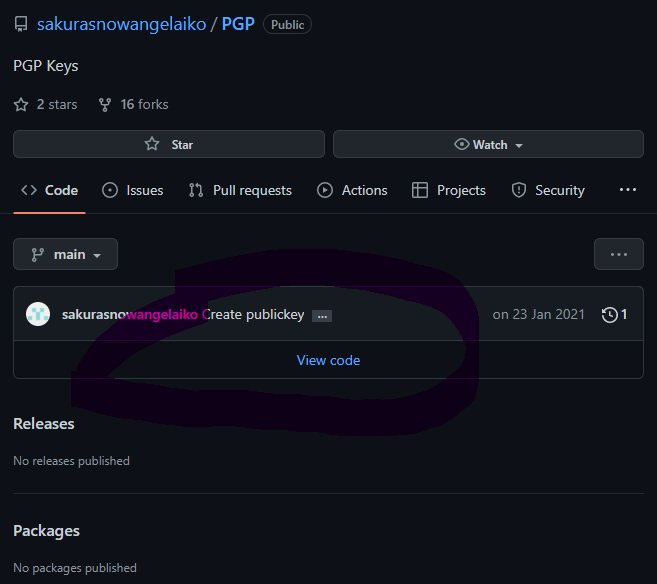 sakurasnowangelaiko / PGP Public
PGP Keys
2 stars 16 forks
Star Watch
Code Issues Pull requests Actions Projects Security ...
main ...
sakurasnowangelaiko Create publickey ... on 23 Jan 2021 1
View code
Releases
No releases published
Packages
No packages published